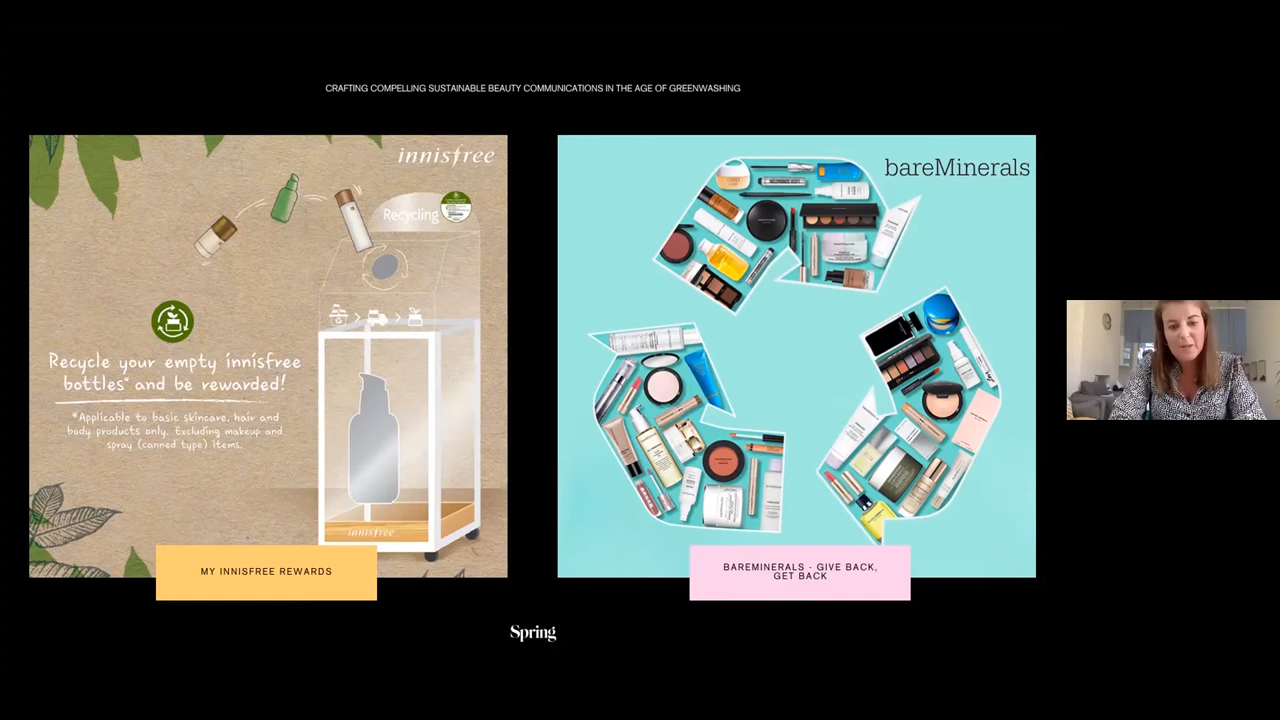 CRAFTING COMPELLING SUSTAINABLE BEAUTY COMMUNICATIONS IN THE AGE OF GREENWASHING
innisfree
Recycling
Recycle your empty innisfree
bottles* and be rewarded!
*Applicable to basic skincare, hair and
body products only. Excluding makeup and
spray (canned type) items.
innisfree
MY INNISFREE REWARDS
bareMinerals
BAREMINERALS - GIVE BACK,
GET BACK
Spring